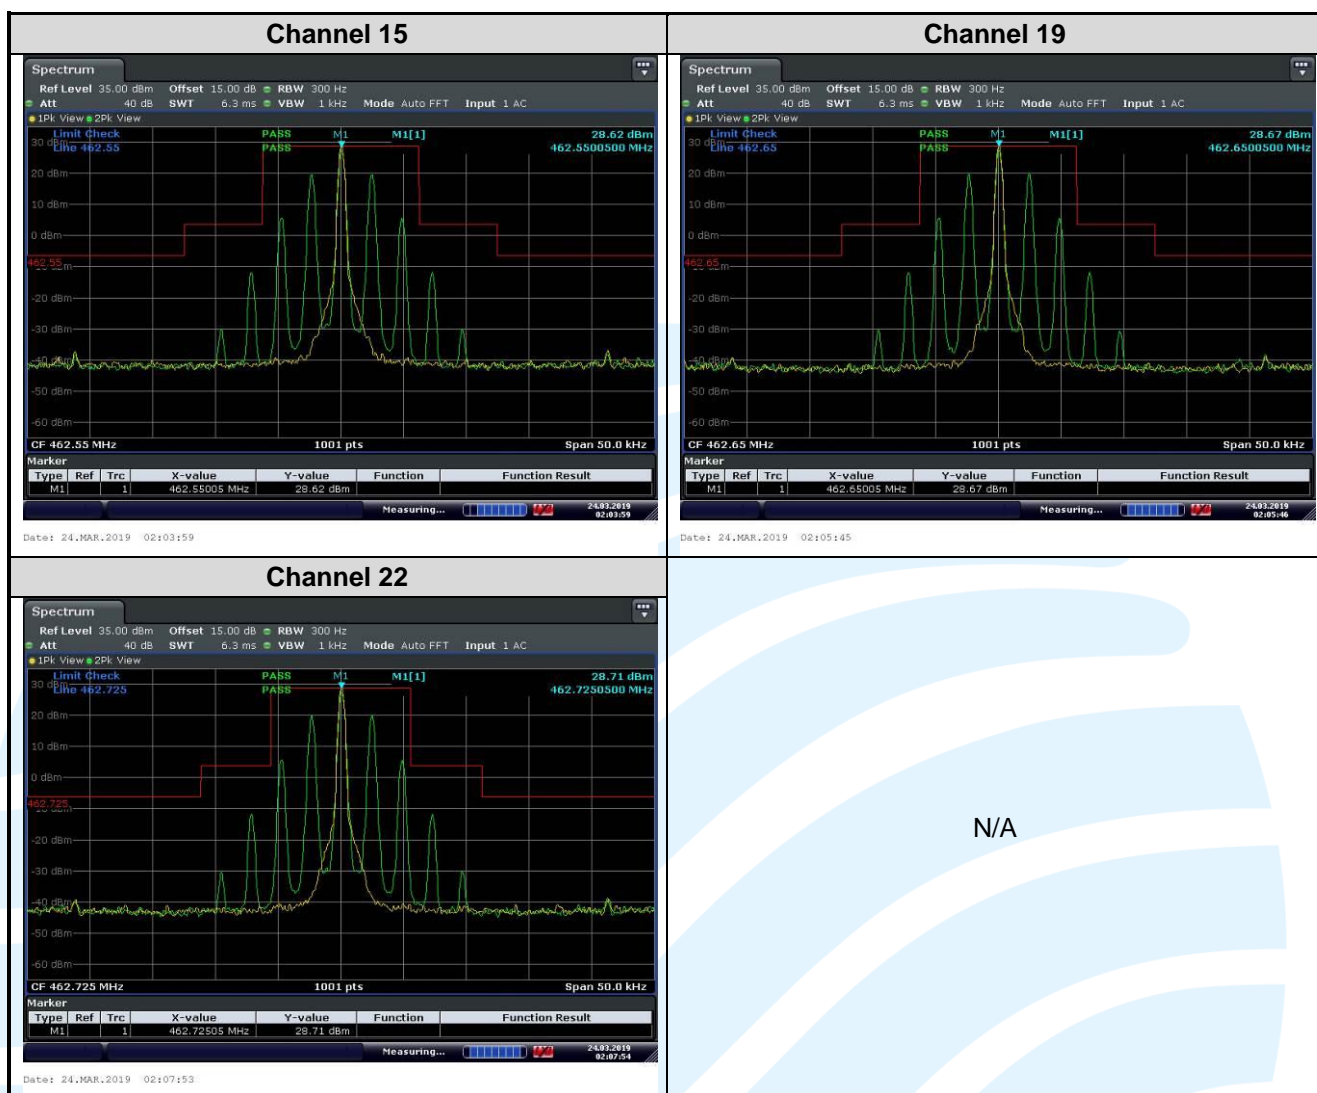 Channel 15
Spectrum
Ref Level 35.00 dBm Offset 15.00 dB RBW 300 Hz
Att 40 dB SWT 6.3 ms VBW 1 kHz Mode Auto FFT Input 1 AC
1Pk View 2Pk View
Limit Check PASS M1 M1[1] 28.62 dBm
30 dBm Line 462.55 PASS 462.5500500 MHz
20 dBm
10 dBm
0 dBm
462.55
-10 dBm
-20 dBm
-30 dBm
-40 dBm
-50 dBm
-60 dBm
CF 462.55 MHz 1001 pts Span 50.0 kHz
Marker
Type Ref Trc X-value Y-value Function Function Result
M1 1 462.55005 MHz 28.62 dBm
Measuring... 24.03.2019
02:03:59
Date: 24.MAR.2019 02:03:59
Channel 19
Spectrum
Ref Level 35.00 dBm Offset 15.00 dB RBW 300 Hz
Att 40 dB SWT 6.3 ms VBW 1 kHz Mode Auto FFT Input 1 AC
1Pk View 2Pk View
Limit Check PASS M1 M1[1] 28.67 dBm
30 dBm Line 462.65 PASS 462.6500500 MHz
20 dBm
10 dBm
0 dBm
462.65
-10 dBm
-20 dBm
-30 dBm
-40 dBm
-50 dBm
-60 dBm
CF 462.65 MHz 1001 pts Span 50.0 kHz
Marker
Type Ref Trc X-value Y-value Function Function Result
M1 1 462.65005 MHz 28.67 dBm
Measuring... 24.03.2019
02:05:46
Date: 24.MAR.2019 02:05:45
Channel 22
Spectrum
Ref Level 35.00 dBm Offset 15.00 dB RBW 300 Hz
Att 40 dB SWT 6.3 ms VBW 1 kHz Mode Auto FFT Input 1 AC
1Pk View 2Pk View
Limit Check PASS M1 M1[1] 28.71 dBm
30 dBm Line 462.725 PASS 462.7250500 MHz
20 dBm
10 dBm
0 dBm
462.725
-10 dBm
-20 dBm
-30 dBm
-40 dBm
-50 dBm
-60 dBm
CF 462.725 MHz 1001 pts Span 50.0 kHz
Marker
Type Ref Trc X-value Y-value Function Function Result
M1 1 462.72505 MHz 28.71 dBm
Measuring... 24.03.2019
02:07:54
Date: 24.MAR.2019 02:07:53
N/A